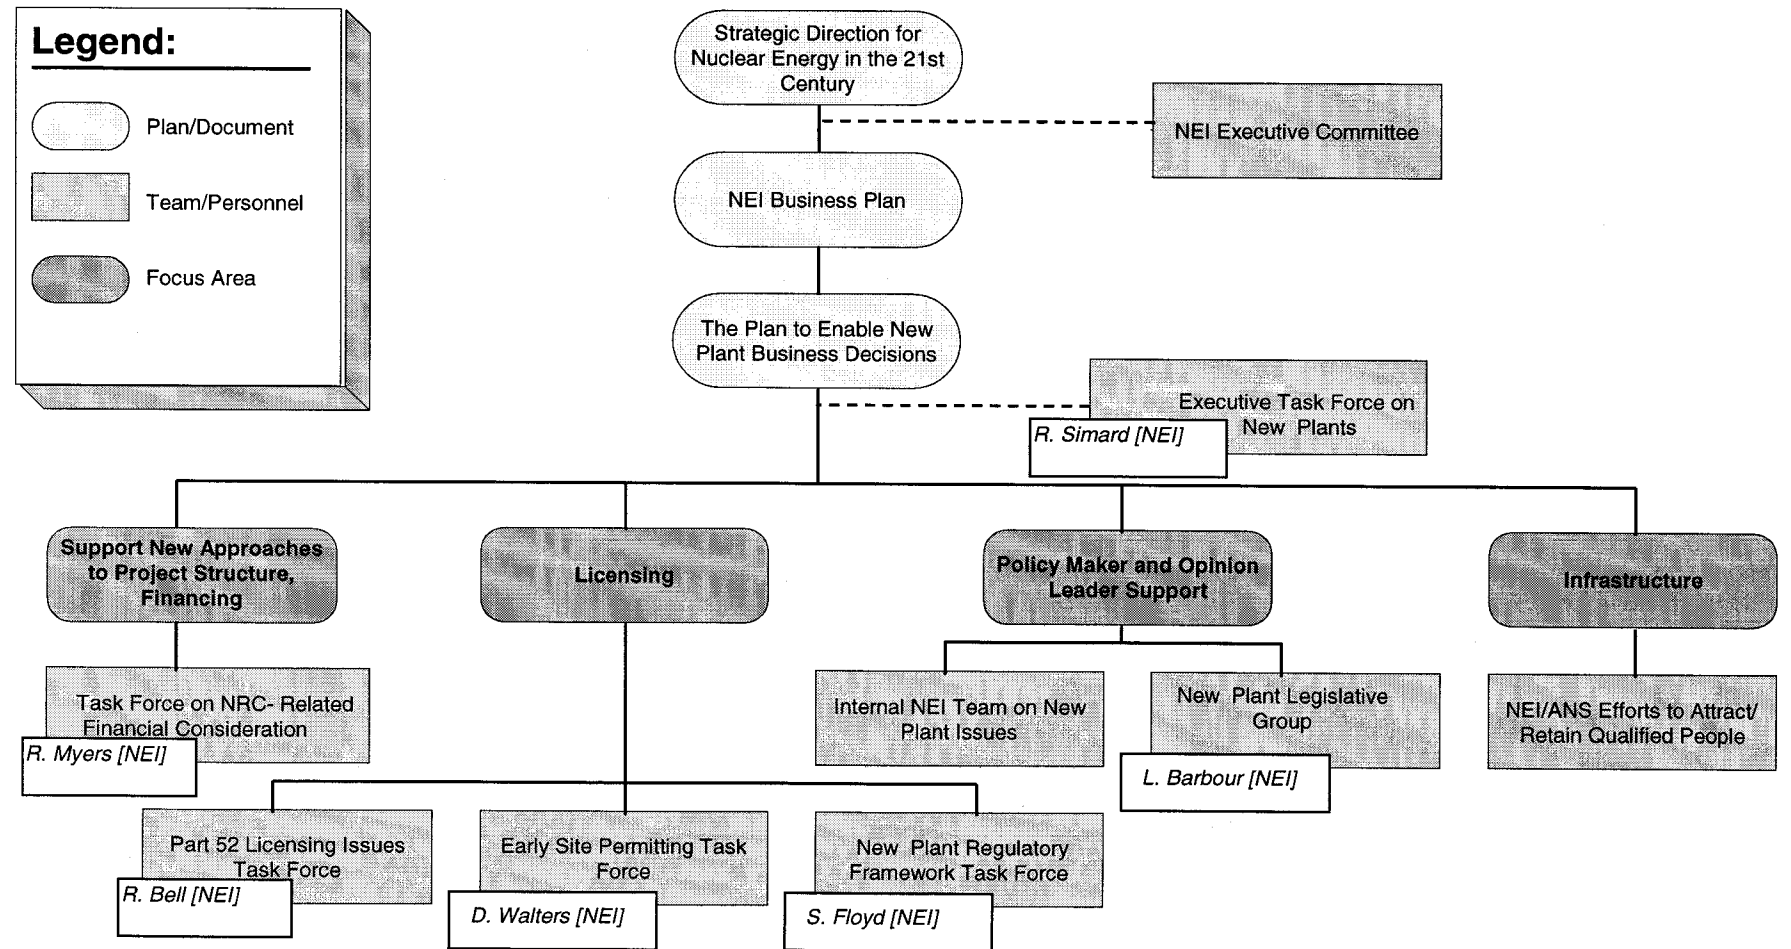 Legend:
Plan/Document
Team/Personnel
Focus Area
Strategic Direction for
Nuclear Energy in the 21st
Century
NEI Executive Committee
NEI Business Plan
The Plan to Enable New
Plant Business Decisions
Executive Task Force on
New Plants
R. Simard [NEI]
Support New Approaches
to Project Structure,
Financing
Licensing
Policy Maker and Opinion
Leader Support
Infrastructure
Task Force on NRC- Related
Financial Consideration
R. Myers [NEI]
Internal NEI Team on New
Plant Issues
New Plant Legislative
Group
L. Barbour [NEI]
NEI/ANS Efforts to Attract/
Retain Qualified People
Part 52 Licensing Issues
Task Force
R. Bell [NEI]
Early Site Permitting Task
Force
D. Walters [NEI]
New Plant Regulatory
Framework Task Force
S. Floyd [NEI]